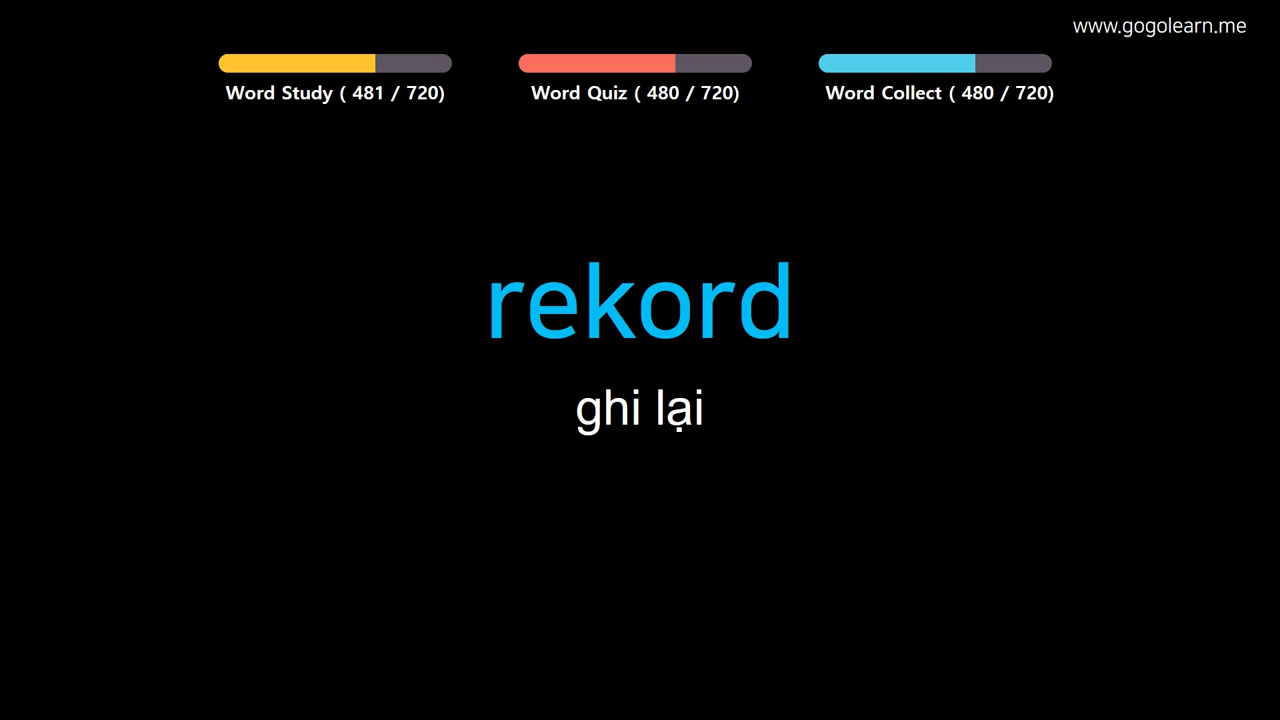 www.gogolearn.me
Word Study ( 481 / 720)
Word Quiz ( 480 / 720)
Word Collect ( 480 / 720)
rekord
ghi lại